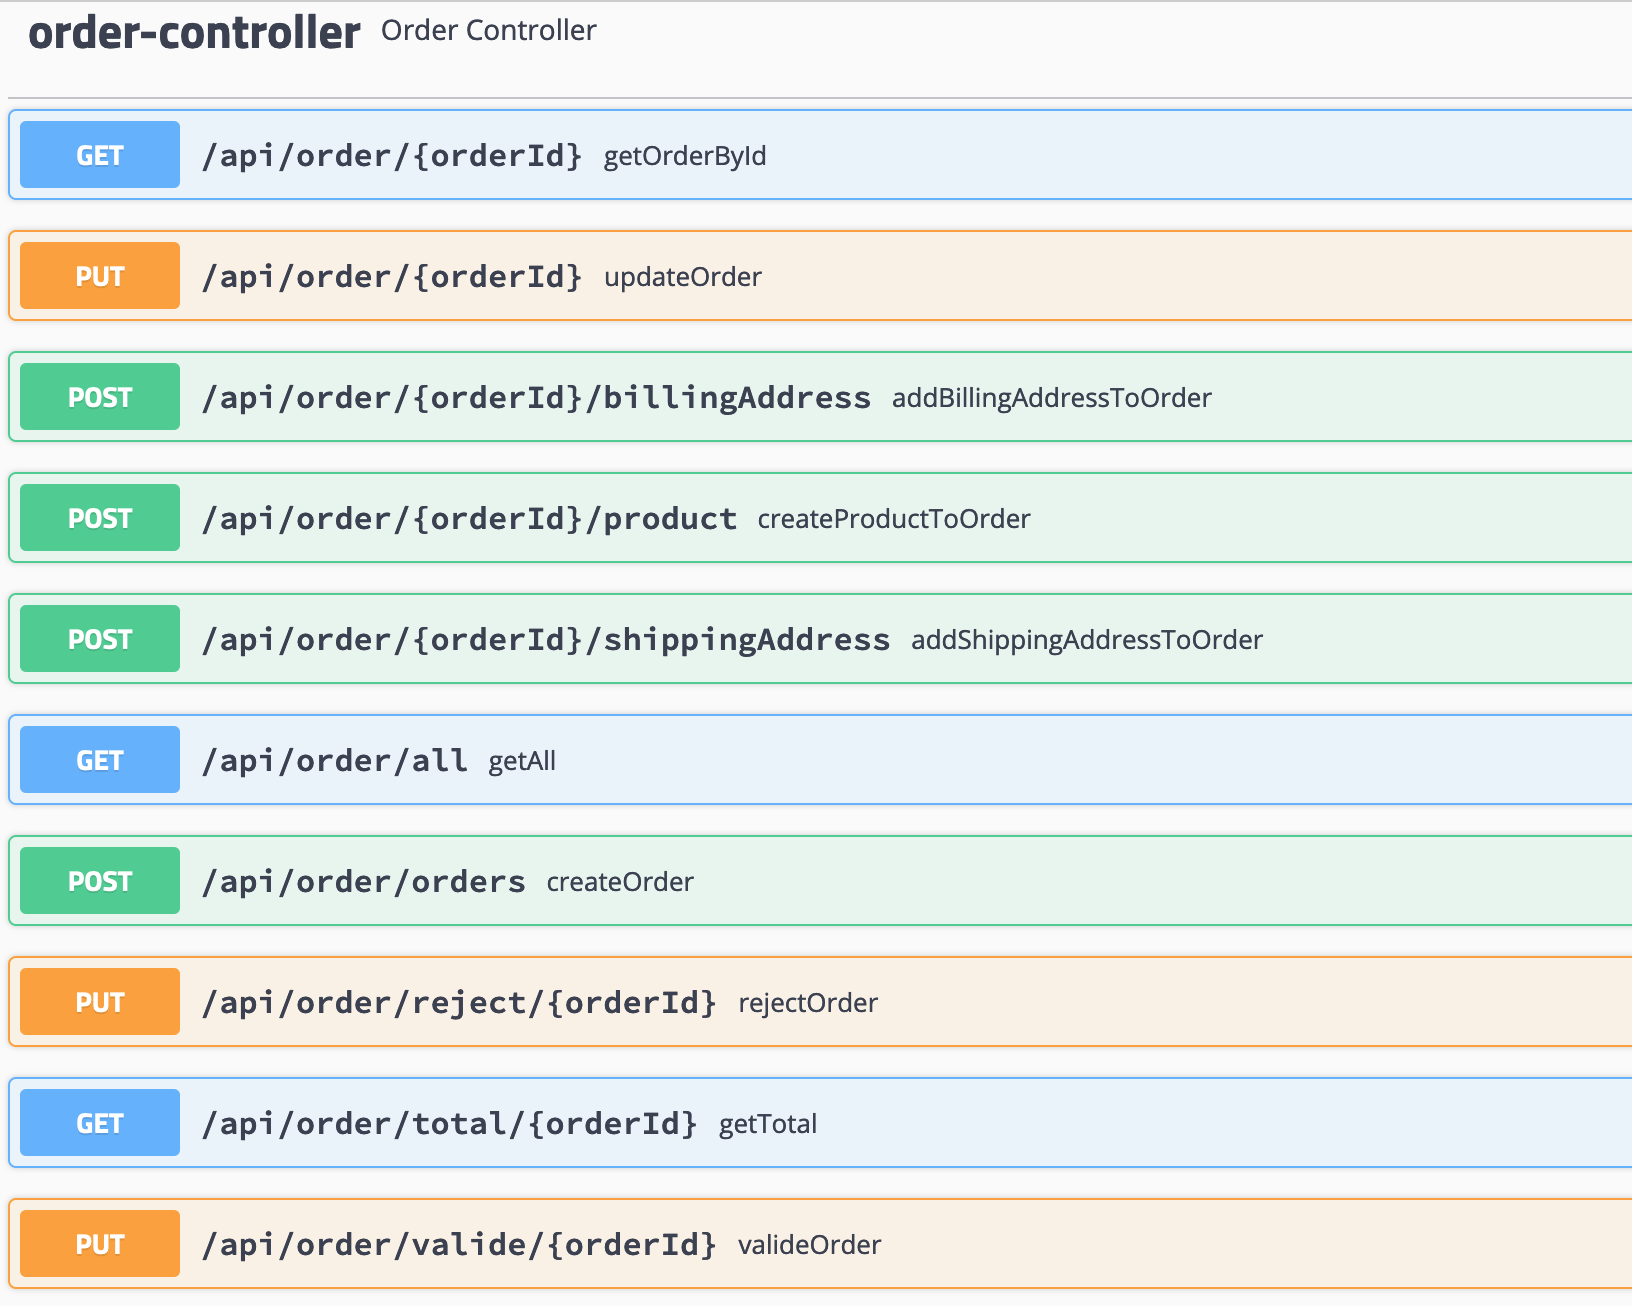 order-controller Order Controller
GET /api/order/{orderId} getOrderById
PUT /api/order/{orderId} updateOrder
POST /api/order/{orderId}/billingAddress addBillingAddressToOrder
POST /api/order/{orderId}/product createProductToOrder
POST /api/order/{orderId}/shippingAddress addShippingAddressToOrder
GET /api/order/all getAll
POST /api/order/orders createOrder
PUT /api/order/reject/{orderId} rejectOrder
GET /api/order/total/{orderId} getTotal
PUT /api/order/valide/{orderId} valideOrder